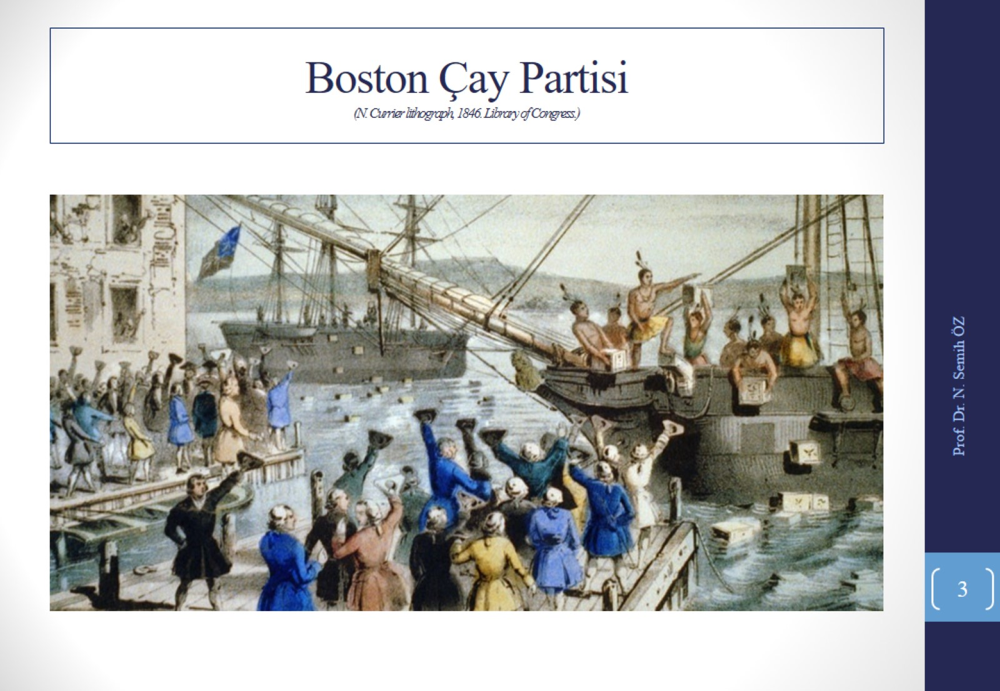 Boston Çay Partisi
(N. Currier lithograph, 1846. Library of Congress.)
Prof. Dr. N. Semih ÖZ
3